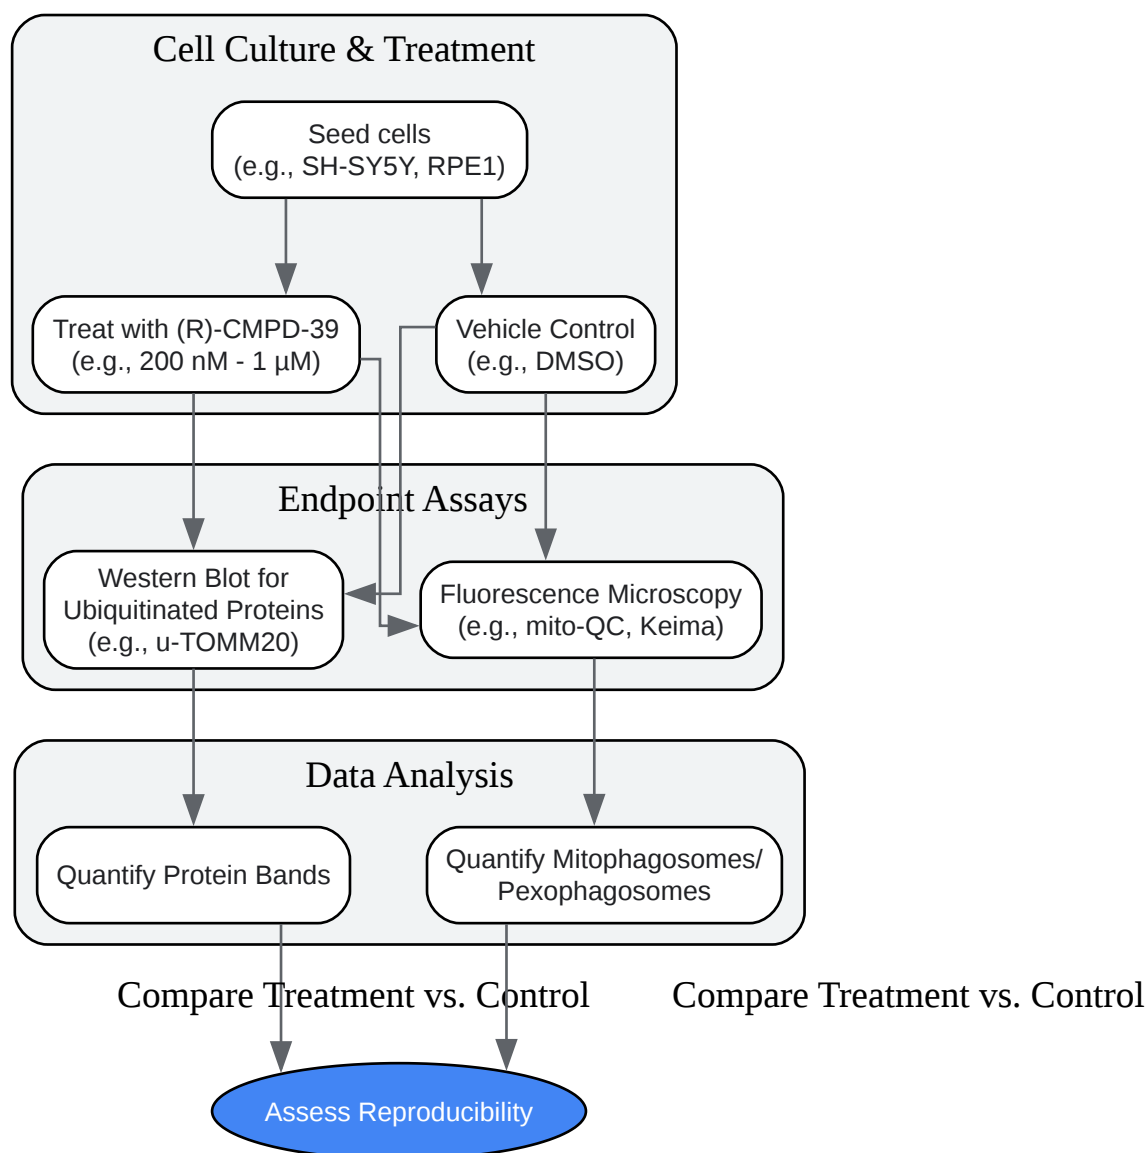 Cell Culture & Treatment
Seed cells
(e.g., SH-SY5Y, RPE1)
Treat with (R)-CMPD-39
(e.g., 200 nM - 1 µM)
Vehicle Control
(e.g., DMSO)
Endpoint Assays
Western Blot for
Ubiquitinated Proteins
(e.g., u-TOMM20)
Fluorescence Microscopy
(e.g., mito-QC, Keima)
Data Analysis
Quantify Protein Bands
Quantify Mitophagosomes/
Pexophagosomes
Compare Treatment vs. Control
Compare Treatment vs. Control
Assess Reproducibility